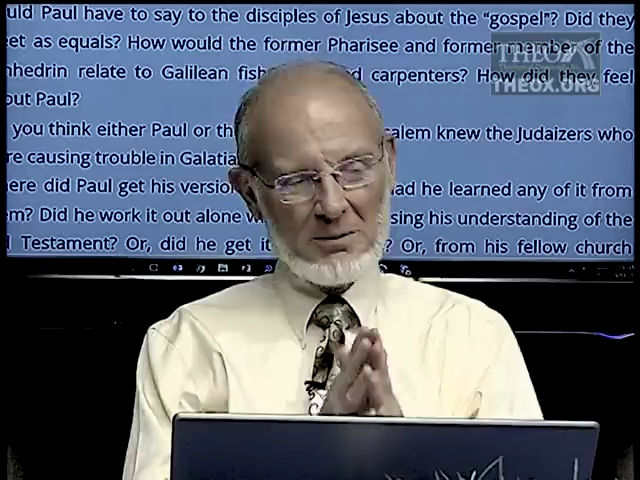 uld Paul have to say to the disciples of Jesus about the "gospel"? Did they
et as equals? How would the former Pharisee and former member of the
nhedrin relate to Galilean fish d carpenters? How did they feel
out Paul?
you think either Paul or th alem knew the Judaizers who
re causing trouble in Galatia
ere did Paul get his versio ad he learned any of it from
em? Did he work it out alone w sing his understanding of the
Testament? Or, did he get it ? Or, from his fellow church
THEOX
THEOX.ORG